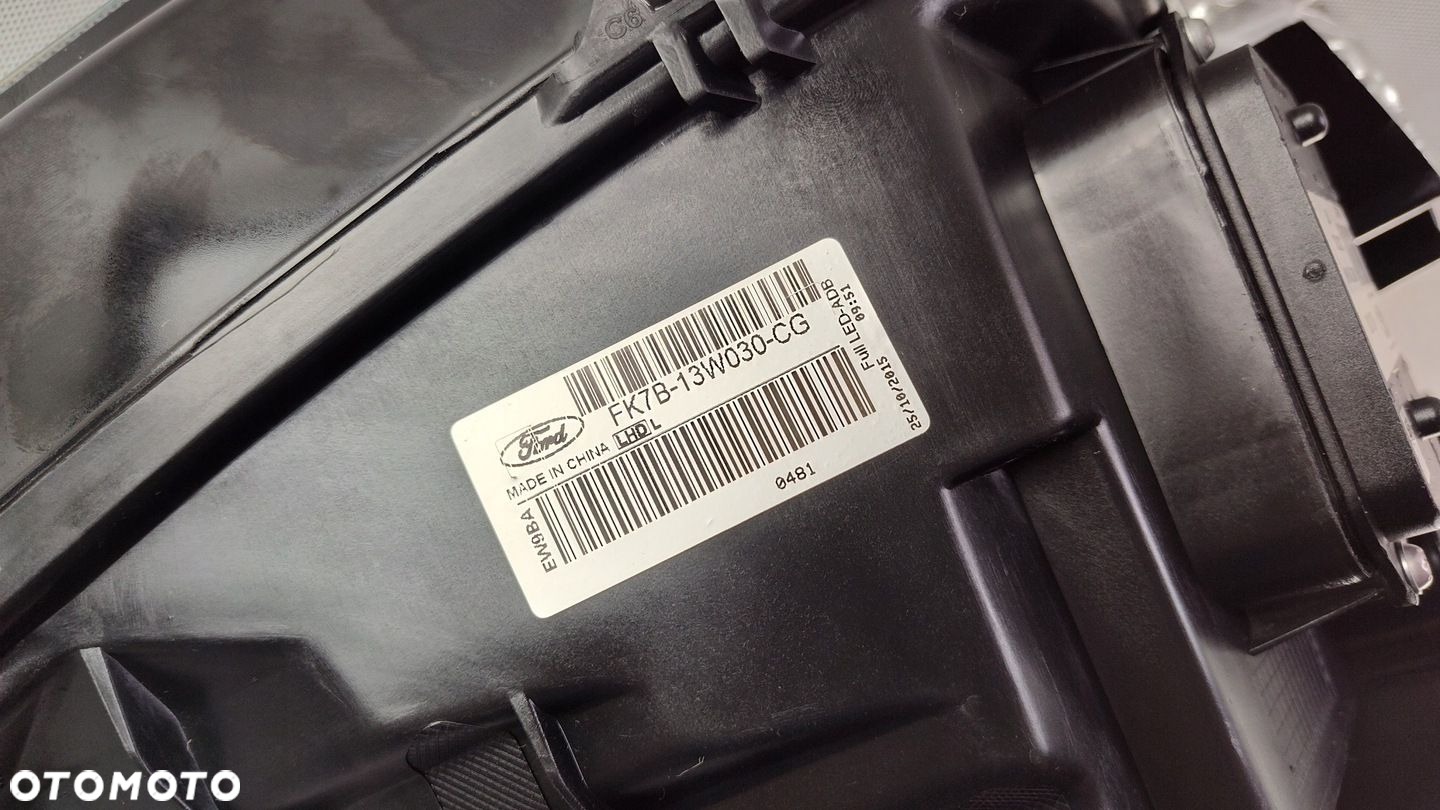 C6
FK7B-13W030-CG
Ford
MADE IN CHINA LHD L
EW9BA
0481
Full LED-ADB
09:51
25/10/2015
OTOMOTO